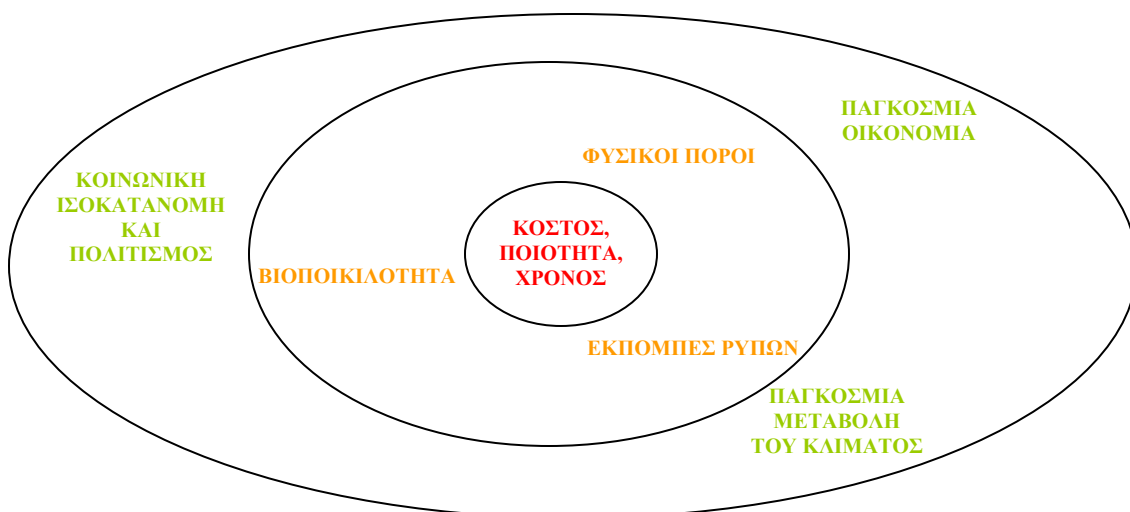 ΠΑΓΚΟΣΜΙΑ
ΟΙΚΟΝΟΜΙΑ
ΦΥΣΙΚΟΙ ΠΟΡΟΙ
ΚΟΙΝΩΝΙΚΗ
ΙΣΟΚΑΤΑΝΟΜΗ
ΚΑΙ
ΠΟΛΙΤΙΣΜΟΣ
ΚΟΣΤΟΣ,
ΠΟΙΟΤΗΤΑ,
ΧΡΟΝΟΣ
ΒΙΟΠΟΙΚΙΛΟΤΗΤΑ
ΕΚΠΟΜΠΕΣ ΡΥΠΩΝ
ΠΑΓΚΟΣΜΙΑ
ΜΕΤΑΒΟΛΗ
ΤΟΥ ΚΛΙΜΑΤΟΣ